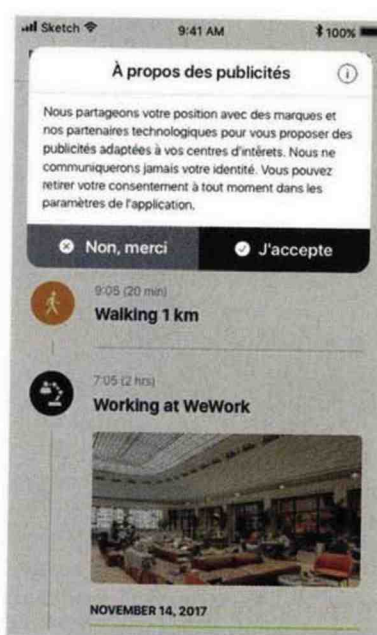 Sketch 9:41 AM 100%
À propos des publicités
Nous partageons votre position avec des marques et
nos partenaires technologiques pour vous proposer des
publicités adaptées à vos centres d'intérets. Nous ne
communiquerons jamais votre identité. Vous pouvez
retirer votre consentement à tout moment dans les
paramètres de l'application.
Non, merci J'accepte
9:05 (20 min)
Walking 1 km
7:05 (2 hrs)
Working at WeWork
NOVEMBER 14, 2017